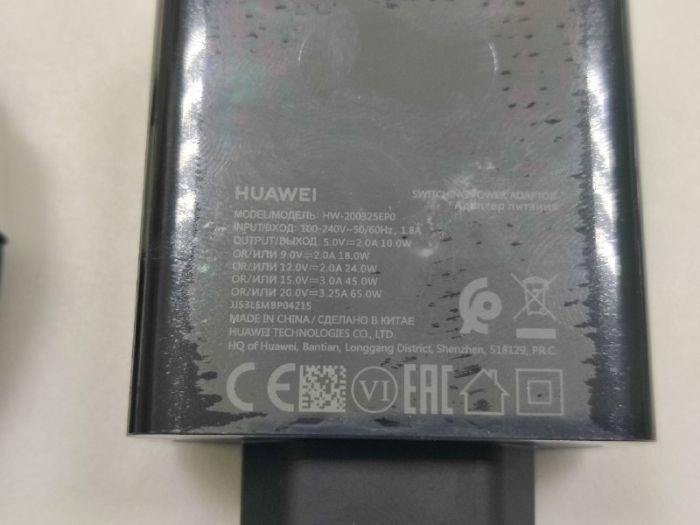 HUAWEI
SWITCHING POWER ADAPTOR
Адаптер питания
MODEL/МОДЕЛЬ: HW-200325EP0
INPUT/ВХОД: 100-240V~50/60Hz, 1.8A
OUTPUT/ВЫХОД 5.0V⎓2.0A 10.0W
OR/ИЛИ 9.0V⎓2.0A 18.0W
OR/ИЛИ 12.0V⎓2.0A 24.0W
OR/ИЛИ 15.0V⎓3.0A 45.0W
OR/ИЛИ 20.0V⎓3.25A 65.0W
JJ53L6MBP04Z15
MADE IN CHINA / СДЕЛАНО В КИТАЕ
HUAWEI TECHNOLOGIES CO., LTD.
HQ of Huawei, Bantian, Longgang District, Shenzhen, 518129, P.R.C.
CE VI EAC